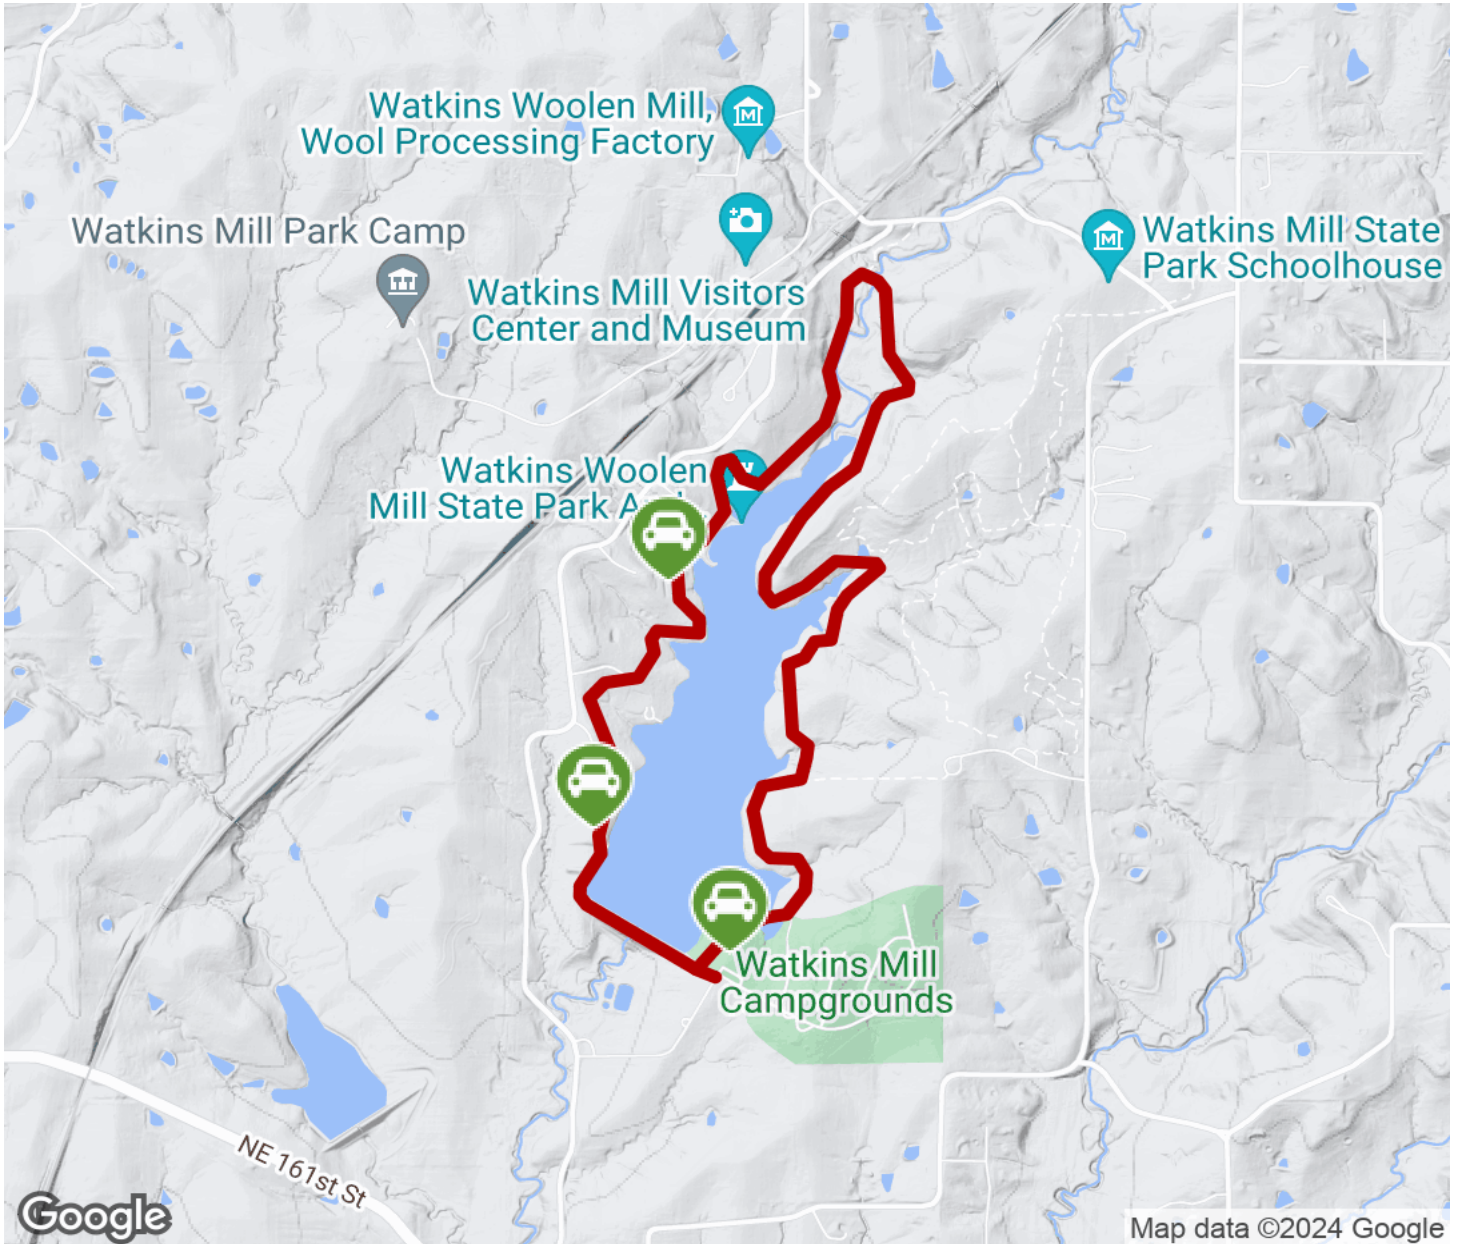 Watkins Woolen Mill,
Wool Processing Factory
Watkins Mill Park Camp
Watkins Mill State
Park Schoolhouse
Watkins Mill Visitors
Center and Museum
Watkins Woolen
Mill State Park
Watkins Mill
Campgrounds
NE 161st St
Google
Map data ©2024 Google